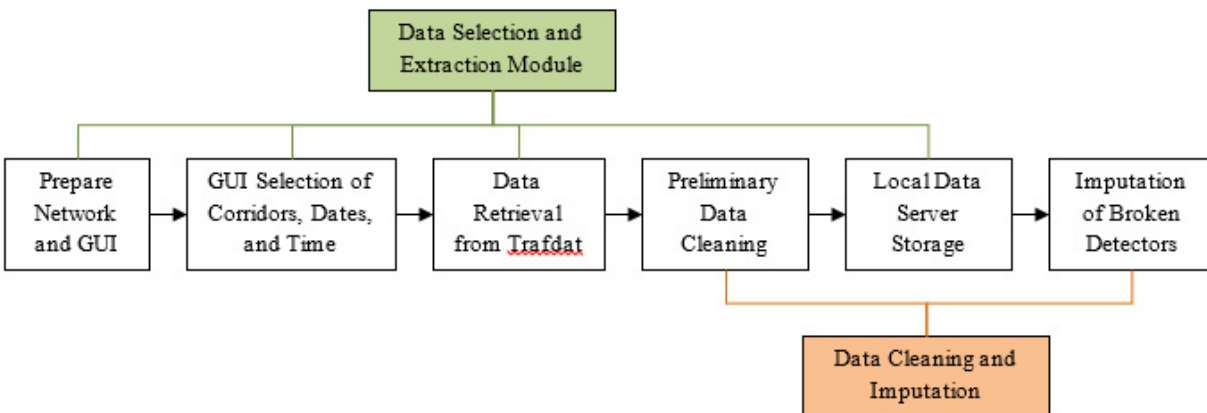 Data Selection and
Extraction Module
Prepare
Network
and GUI
GUI Selection of
Corridors, Dates,
and Time
Data
Retrieval
from Trafdat
Preliminary
Data
Cleaning
Local Data
Server
Storage
Imputation
of Broken
Detectors
Data Cleaning and
Imputation